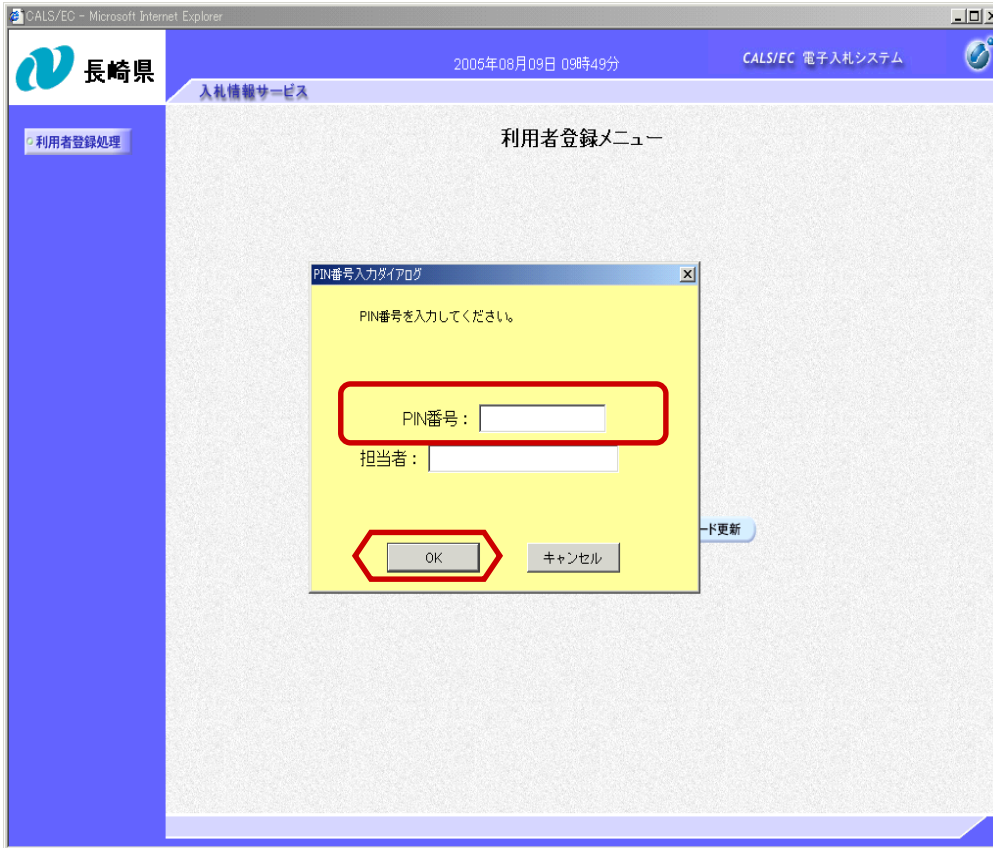 CALS/EC - Microsoft Internet Explorer
長崎県
2005年08月09日 09時49分
CALS/EC 電子入札システム
入札情報サービス
利用者登録処理
利用者登録メニュー
PIN番号入力ダイアログ
PIN番号を入力してください。
PIN番号：
担当者：
ード更新
OK
キャンセル